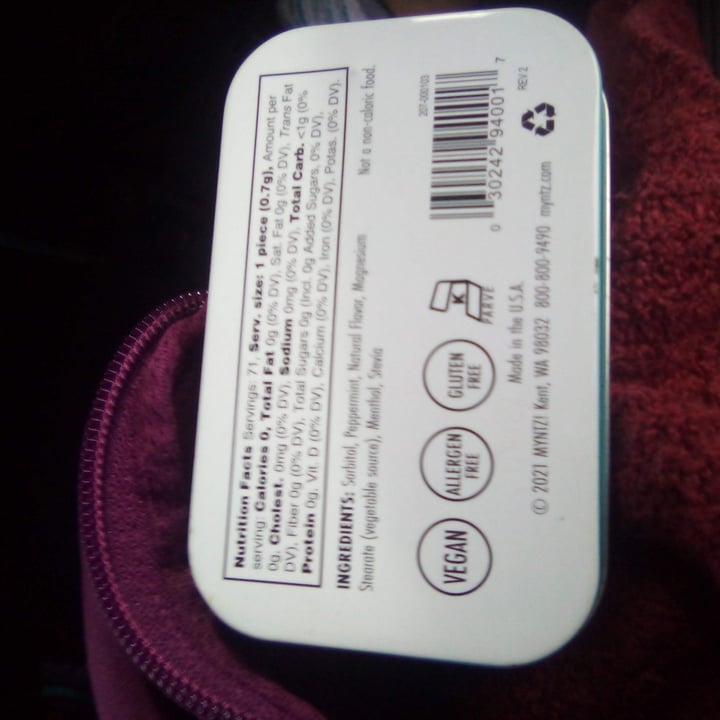 Nutrition Facts Servings: 71, Serv. size: 1 piece (0.7g), Amount per
serving: Calories 0, Total Fat 0g (0% DV), Sat. Fat 0g (0% DV), Trans Fat
0g, Cholest. 0mg (0% DV), Sodium 0mg (0% DV), Total Carb. <1g (0%
DV), Fiber 0g (0% DV), Total Sugars 0g (Incl. 0g Added Sugars, 0% DV),
Protein 0g, Vit. D (0% DV), Calcium (0% DV), Iron (0% DV), Potas. (0% DV).
INGREDIENTS: Sorbitol, Peppermint, Natural Flavor, Magnesium
Stearate (vegetable source), Menthol, Stevia
Not a non-caloric food.
VEGAN
ALLERGEN
FREE
GLUTEN
FREE
K
PARVE
207-000103
0 30242 94001 7
REV 2
Made in the U.S.A.
© 2021 MYNTZ! Kent, WA 98032 800-800-9490 myntz.com